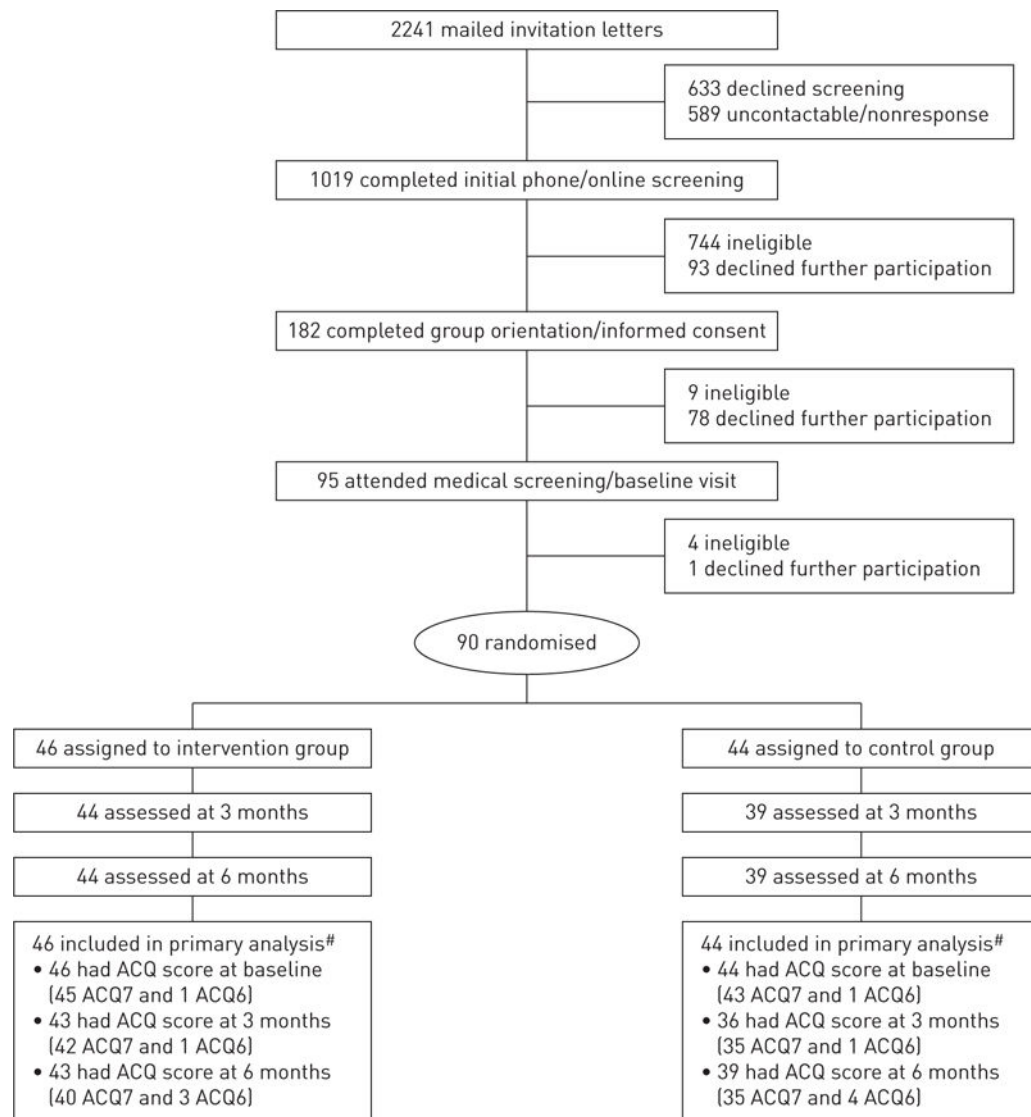 2241 mailed invitation letters
633 declined screening
589 uncontactable/nonresponse
1019 completed initial phone/online screening
744 ineligible
93 declined further participation
182 completed group orientation/informed consent
9 ineligible
78 declined further participation
95 attended medical screening/baseline visit
4 ineligible
1 declined further participation
90 randomised
46 assigned to intervention group
44 assigned to control group
44 assessed at 3 months
39 assessed at 3 months
44 assessed at 6 months
39 assessed at 6 months
46 included in primary analysis#
• 46 had ACQ score at baseline
(45 ACQ7 and 1 ACQ6)
• 43 had ACQ score at 3 months
(42 ACQ7 and 1 ACQ6)
• 43 had ACQ score at 6 months
(40 ACQ7 and 3 ACQ6)
44 included in primary analysis#
• 44 had ACQ score at baseline
(43 ACQ7 and 1 ACQ6)
• 36 had ACQ score at 3 months
(35 ACQ7 and 1 ACQ6)
• 39 had ACQ score at 6 months
(35 ACQ7 and 4 ACQ6)